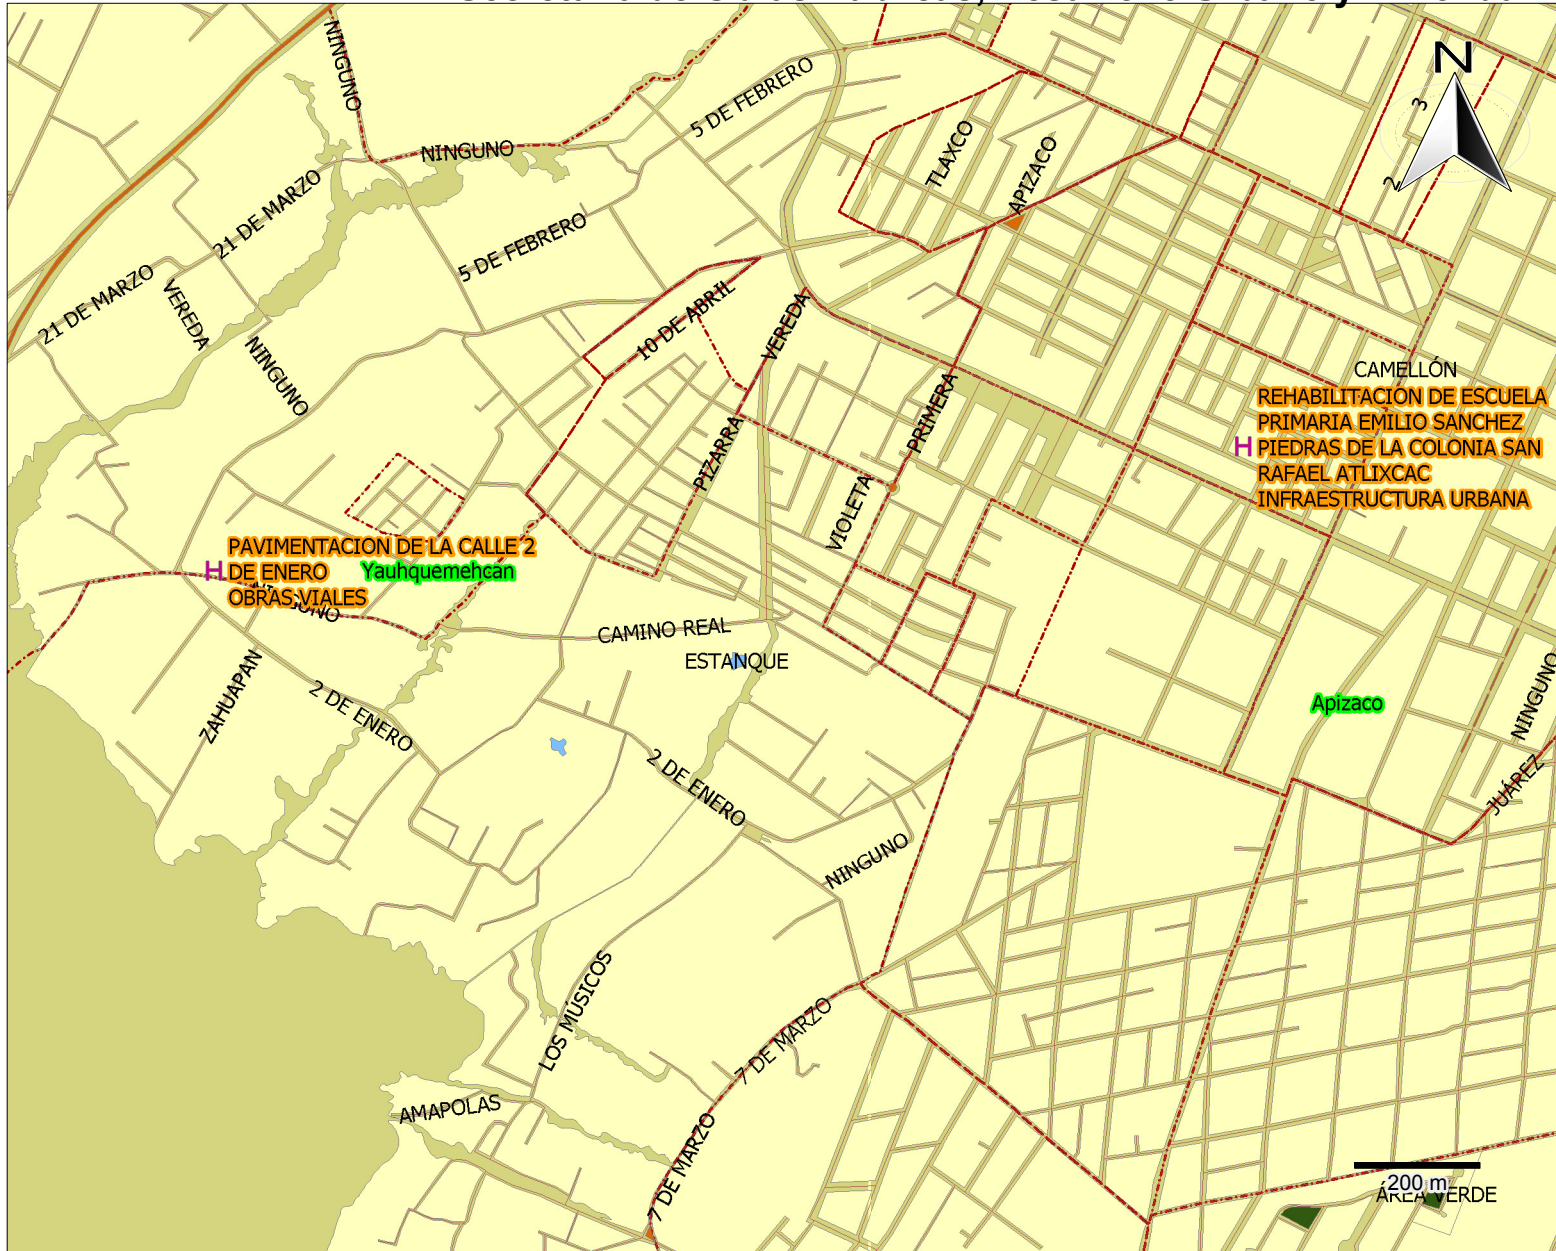 NINGUNO
N
5 DE FEBRERO
3
TLAXCO
APIZACO
NINGUNO
2
21 DE MARZO
5 DE FEBRERO
21 DE MARZO
VEREDA
10 DE ABRIL
VEREDA
NINGUNO
CAMELLÓN
REHABILITACION DE ESCUELA
PRIMARIA EMILIO SANCHEZ
H PIEDRAS DE LA COLONIA SAN
RAFAEL ATLIXCAC
INFRAESTRUCTURA URBANA
PRIMERA
PIZARRA
VIOLETA
PAVIMENTACION DE LA CALLE 2
H DE ENERO
OBRAS VIALES
Yauhquemehcan
CAMINO REAL
ESTANQUE
ZAHUAPAN
2 DE ENERO
Apizaco
NINGUNO
2 DE ENERO
JUÁREZ
NINGUNO
LOS MÚSICOS
7 DE MARZO
AMAPOLAS
7 DE MARZO
200 m
ÁREA VERDE